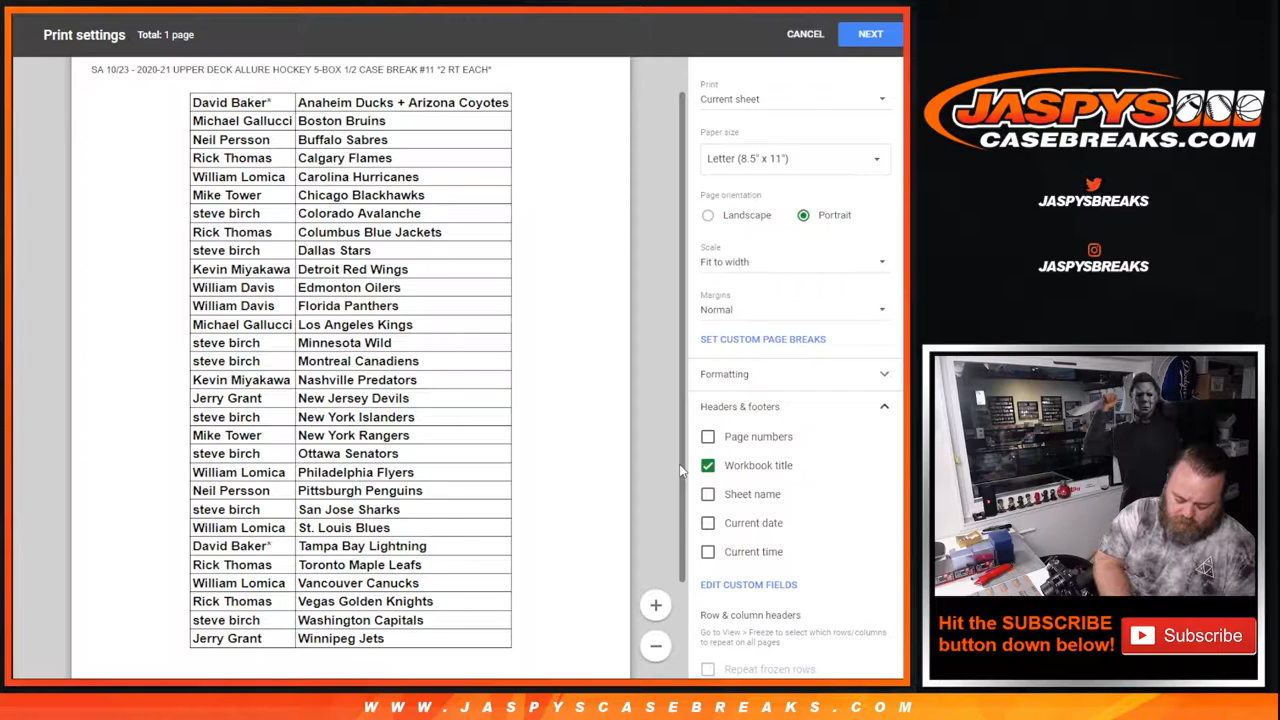 Print settings Total: 1 page
CANCEL NEXT
SA 10/23 - 2020-21 UPPER DECK ALLURE HOCKEY 5-BOX 1/2 CASE BREAK #11 *2 RT EACH*
David Baker* Anaheim Ducks + Arizona Coyotes
Michael Gallucci Boston Bruins
Neil Persson Buffalo Sabres
Rick Thomas Calgary Flames
William Lomica Carolina Hurricanes
Mike Tower Chicago Blackhawks
steve birch Colorado Avalanche
Rick Thomas Columbus Blue Jackets
steve birch Dallas Stars
Kevin Miyakawa Detroit Red Wings
William Davis Edmonton Oilers
William Davis Florida Panthers
Michael Gallucci Los Angeles Kings
steve birch Minnesota Wild
steve birch Montreal Canadiens
Kevin Miyakawa Nashville Predators
Jerry Grant New Jersey Devils
steve birch New York Islanders
Mike Tower New York Rangers
steve birch Ottawa Senators
William Lomica Philadelphia Flyers
Neil Persson Pittsburgh Penguins
steve birch San Jose Sharks
William Lomica St. Louis Blues
David Baker* Tampa Bay Lightning
Rick Thomas Toronto Maple Leafs
William Lomica Vancouver Canucks
Rick Thomas Vegas Golden Knights
steve birch Washington Capitals
Jerry Grant Winnipeg Jets
Print
Current sheet
Paper size
Letter (8.5" x 11")
Page orientation
Landscape Portrait
Scale
Fit to width
Margins
Normal
SET CUSTOM PAGE BREAKS
Formatting
Headers & footers
Page numbers
Workbook title
Sheet name
Current date
Current time
EDIT CUSTOM FIELDS
Row & column headers
Go to View > Freeze to select which rows/columns
to repeat on all pages
Repeat frozen rows
JASPYS
CASEBREAKS.COM
JASPYSBREAKS
JASPYSBREAKS
Hit the SUBSCRIBE
button down below!
Subscribe
WWW.JASPYSCASEBREAKS.COM